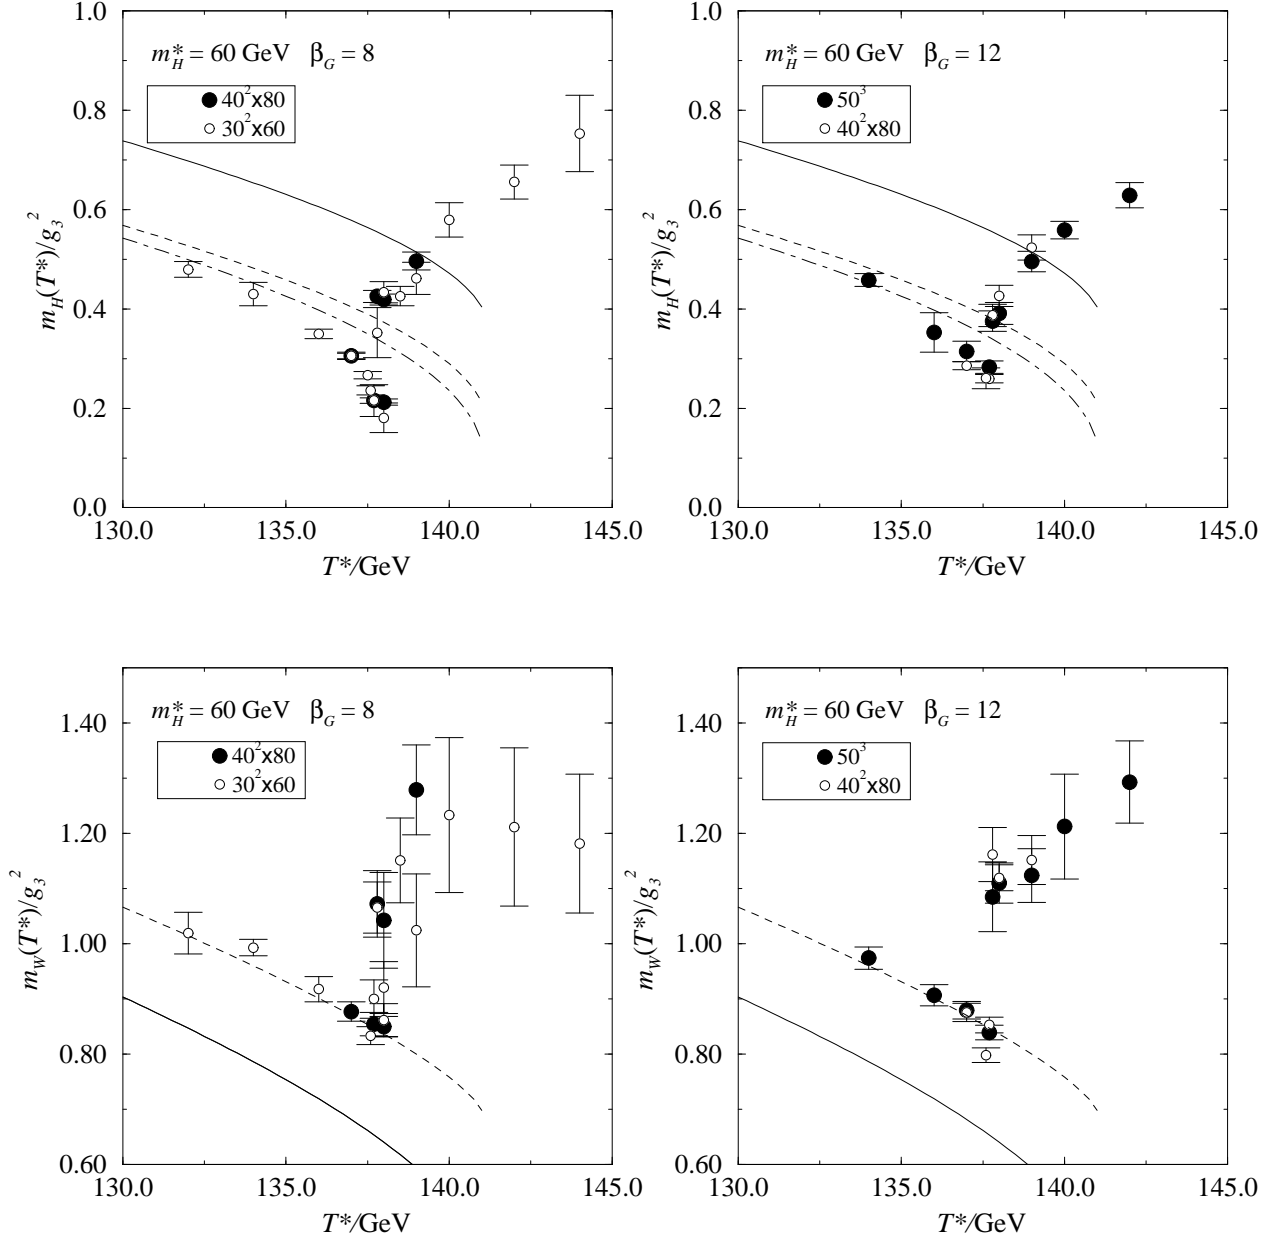 m*H = 60 GeV βG = 8
40²x80
30²x60
1.0
0.8
0.6
0.4
0.2
0.0
mH(T*)/g3²
130.0 135.0 140.0 145.0
T*/GeV
m*H = 60 GeV βG = 12
50³
40²x80
1.0
0.8
0.6
0.4
0.2
0.0
mH(T*)/g3²
130.0 135.0 140.0 145.0
T*/GeV
m*H = 60 GeV βG = 8
40²x80
30²x60
1.40
1.20
1.00
0.80
0.60
mW(T*)/g3²
130.0 135.0 140.0 145.0
T*/GeV
m*H = 60 GeV βG = 12
50³
40²x80
1.40
1.20
1.00
0.80
0.60
mW(T*)/g3²
130.0 135.0 140.0 145.0
T*/GeV